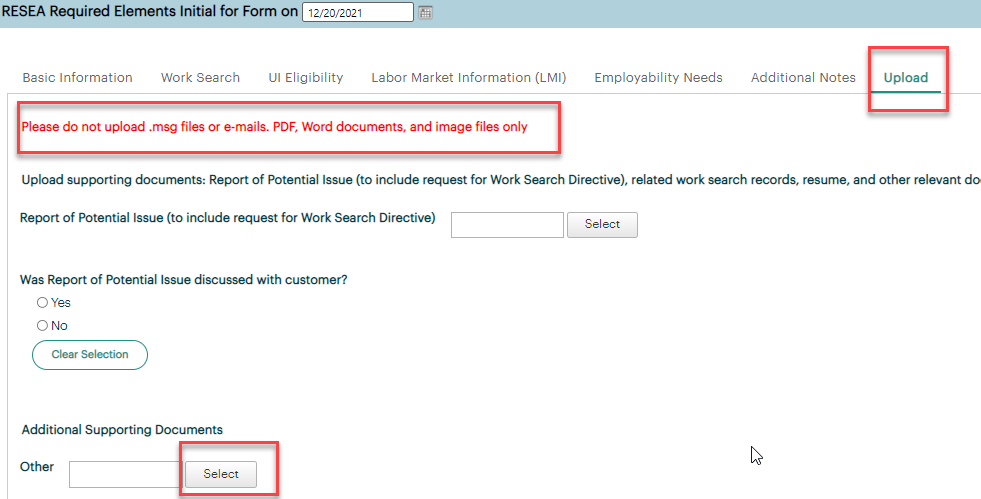 RESEA Required Elements Initial for Form on 12/20/2021
Basic Information Work Search UI Eligibility Labor Market Information (LMI) Employability Needs Additional Notes Upload
Please do not upload .msg files or e-mails. PDF, Word documents, and image files only
Upload supporting documents: Report of Potential Issue (to include request for Work Search Directive), related work search records, resume, and other relevant do
Report of Potential Issue (to include request for Work Search Directive) Select
Was Report of Potential Issue discussed with customer?
Yes
No
Clear Selection
Additional Supporting Documents
Other Select